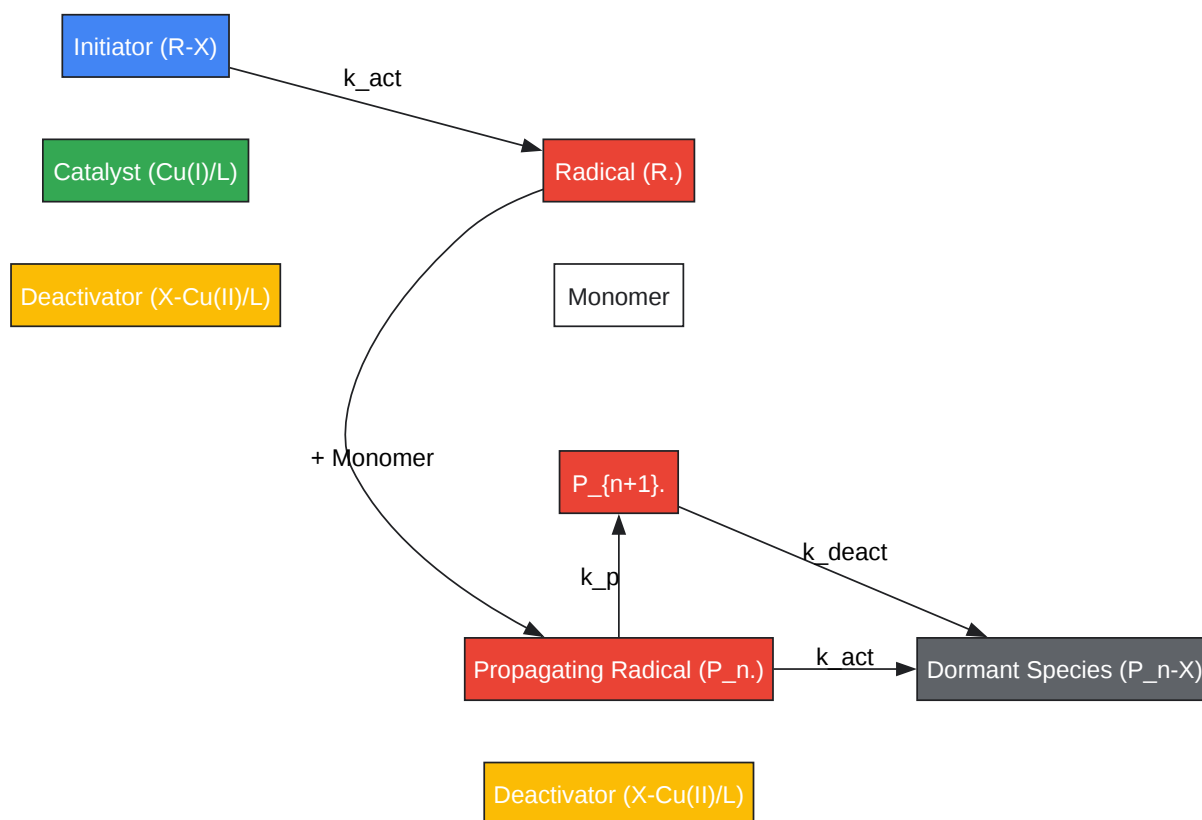 Initiator (R-X)
k_act
Catalyst (Cu(I)/L)
Radical (R.)
Deactivator (X-Cu(II)/L)
Monomer
+ Monomer
P_{n+1}.
k_deact
k_p
Propagating Radical (P_n.)
k_act
Dormant Species (P_n-X)
Deactivator (X-Cu(II)/L)